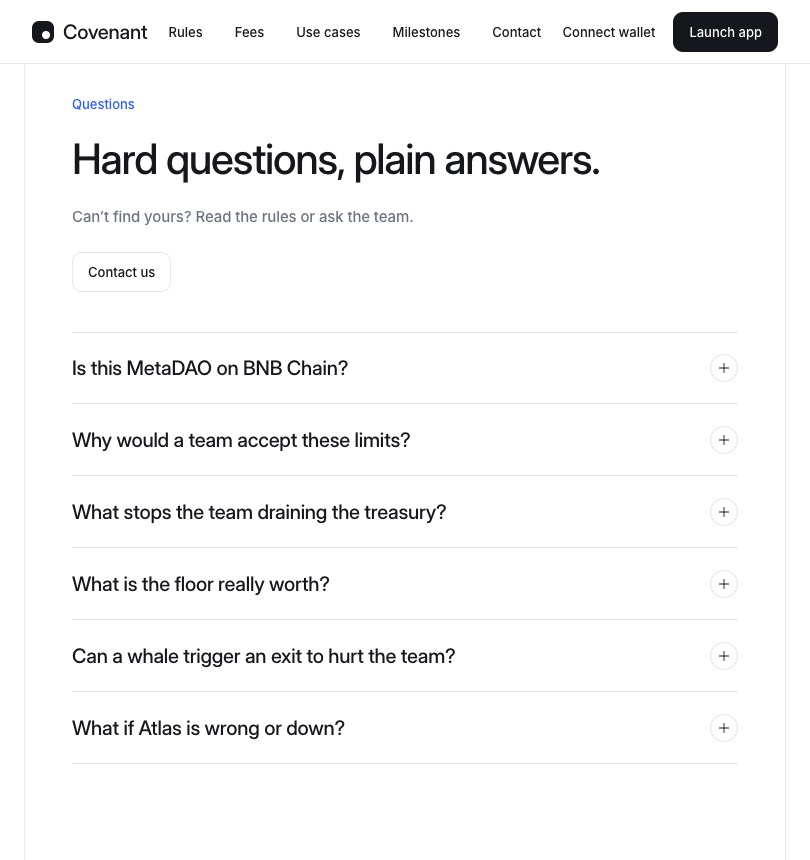 Covenant
Rules
Fees
Use cases
Milestones
Contact
Connect wallet
Launch app
Questions
Hard questions, plain answers.
Can’t find yours? Read the rules or ask the team.
Contact us
Is this MetaDAO on BNB Chain?
Why would a team accept these limits?
What stops the team draining the treasury?
What is the floor really worth?
Can a whale trigger an exit to hurt the team?
What if Atlas is wrong or down?